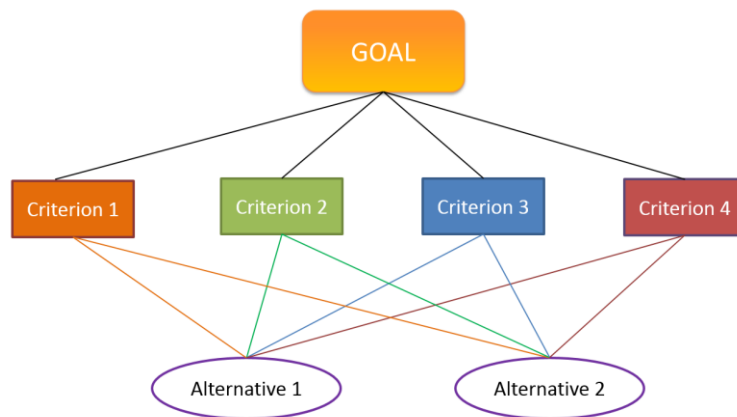 GOAL
Criterion 1
Criterion 2
Criterion 3
Criterion 4
Alternative 1
Alternative 2